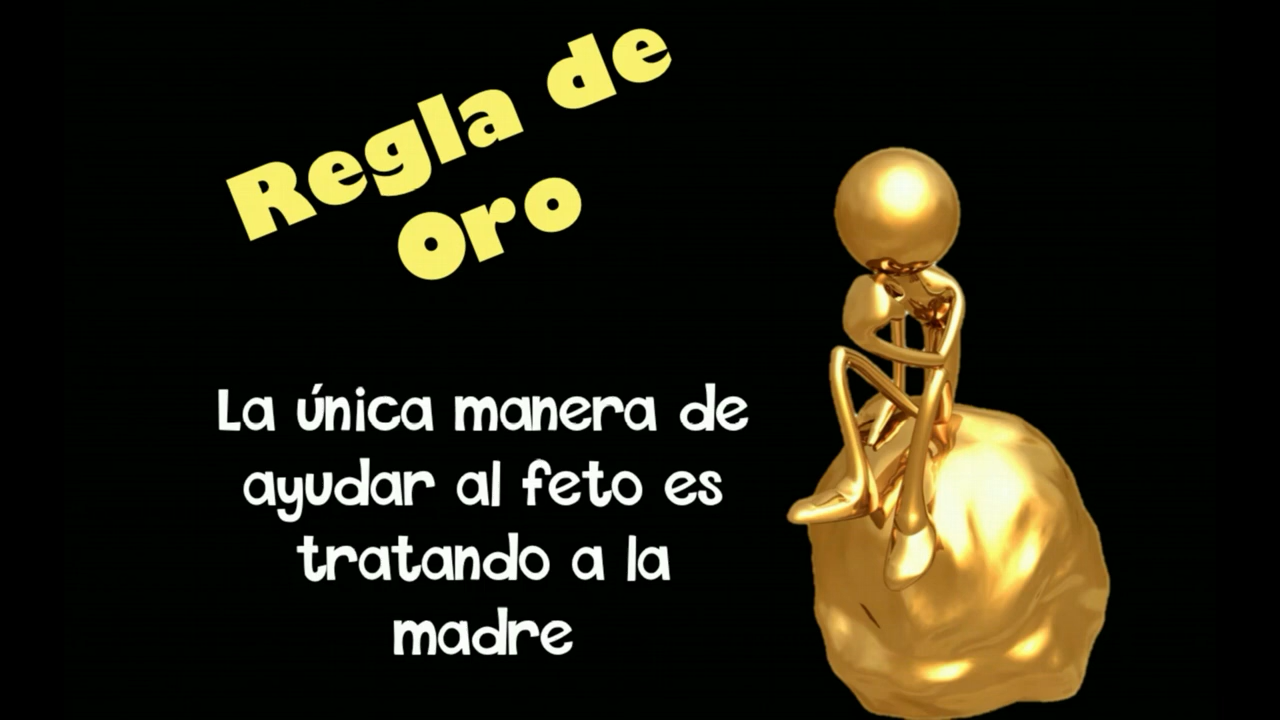 Regla de
Oro
La única manera de
ayudar al feto es
tratando a la
madre